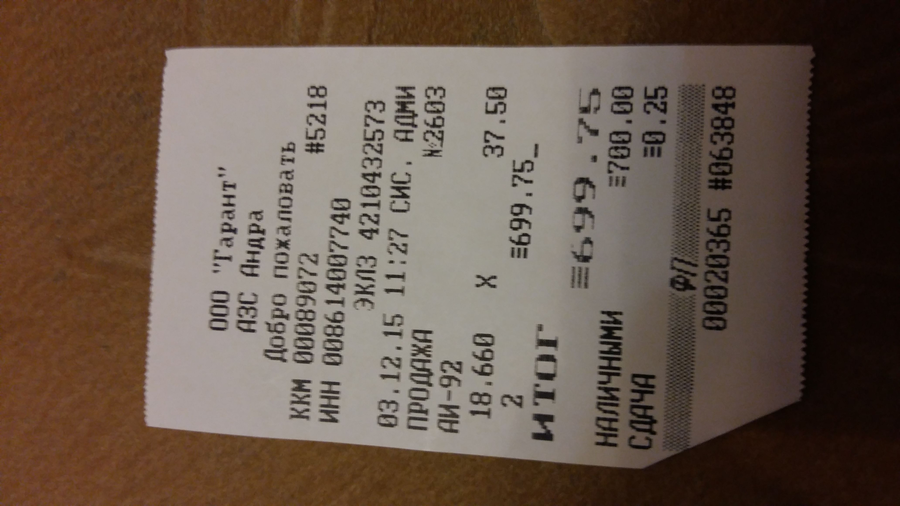 ООО "Гарант"
АЗС Андра
Добро пожаловать
ККМ 00089072 #5218
ИНН 008614007740
ЭКЛЗ 4210432573
03.12.15 11:27 СИС. АДМИ
ПРОДАЖА №2603
АИ-92
18.660 X 37.50
2 ≡699.75_
ИТОГ ≡699.75
НАЛИЧНЫМИ ≡700.00
СДАЧА ≡0.25
ФП
00020365 #063848